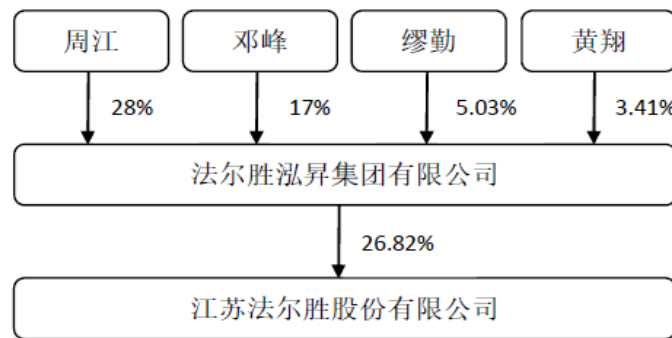 周江
邓峰
缪勤
黄翔
28%
17%
5.03%
3.41%
法尔胜泓昇集团有限公司
26.82%
江苏法尔胜股份有限公司